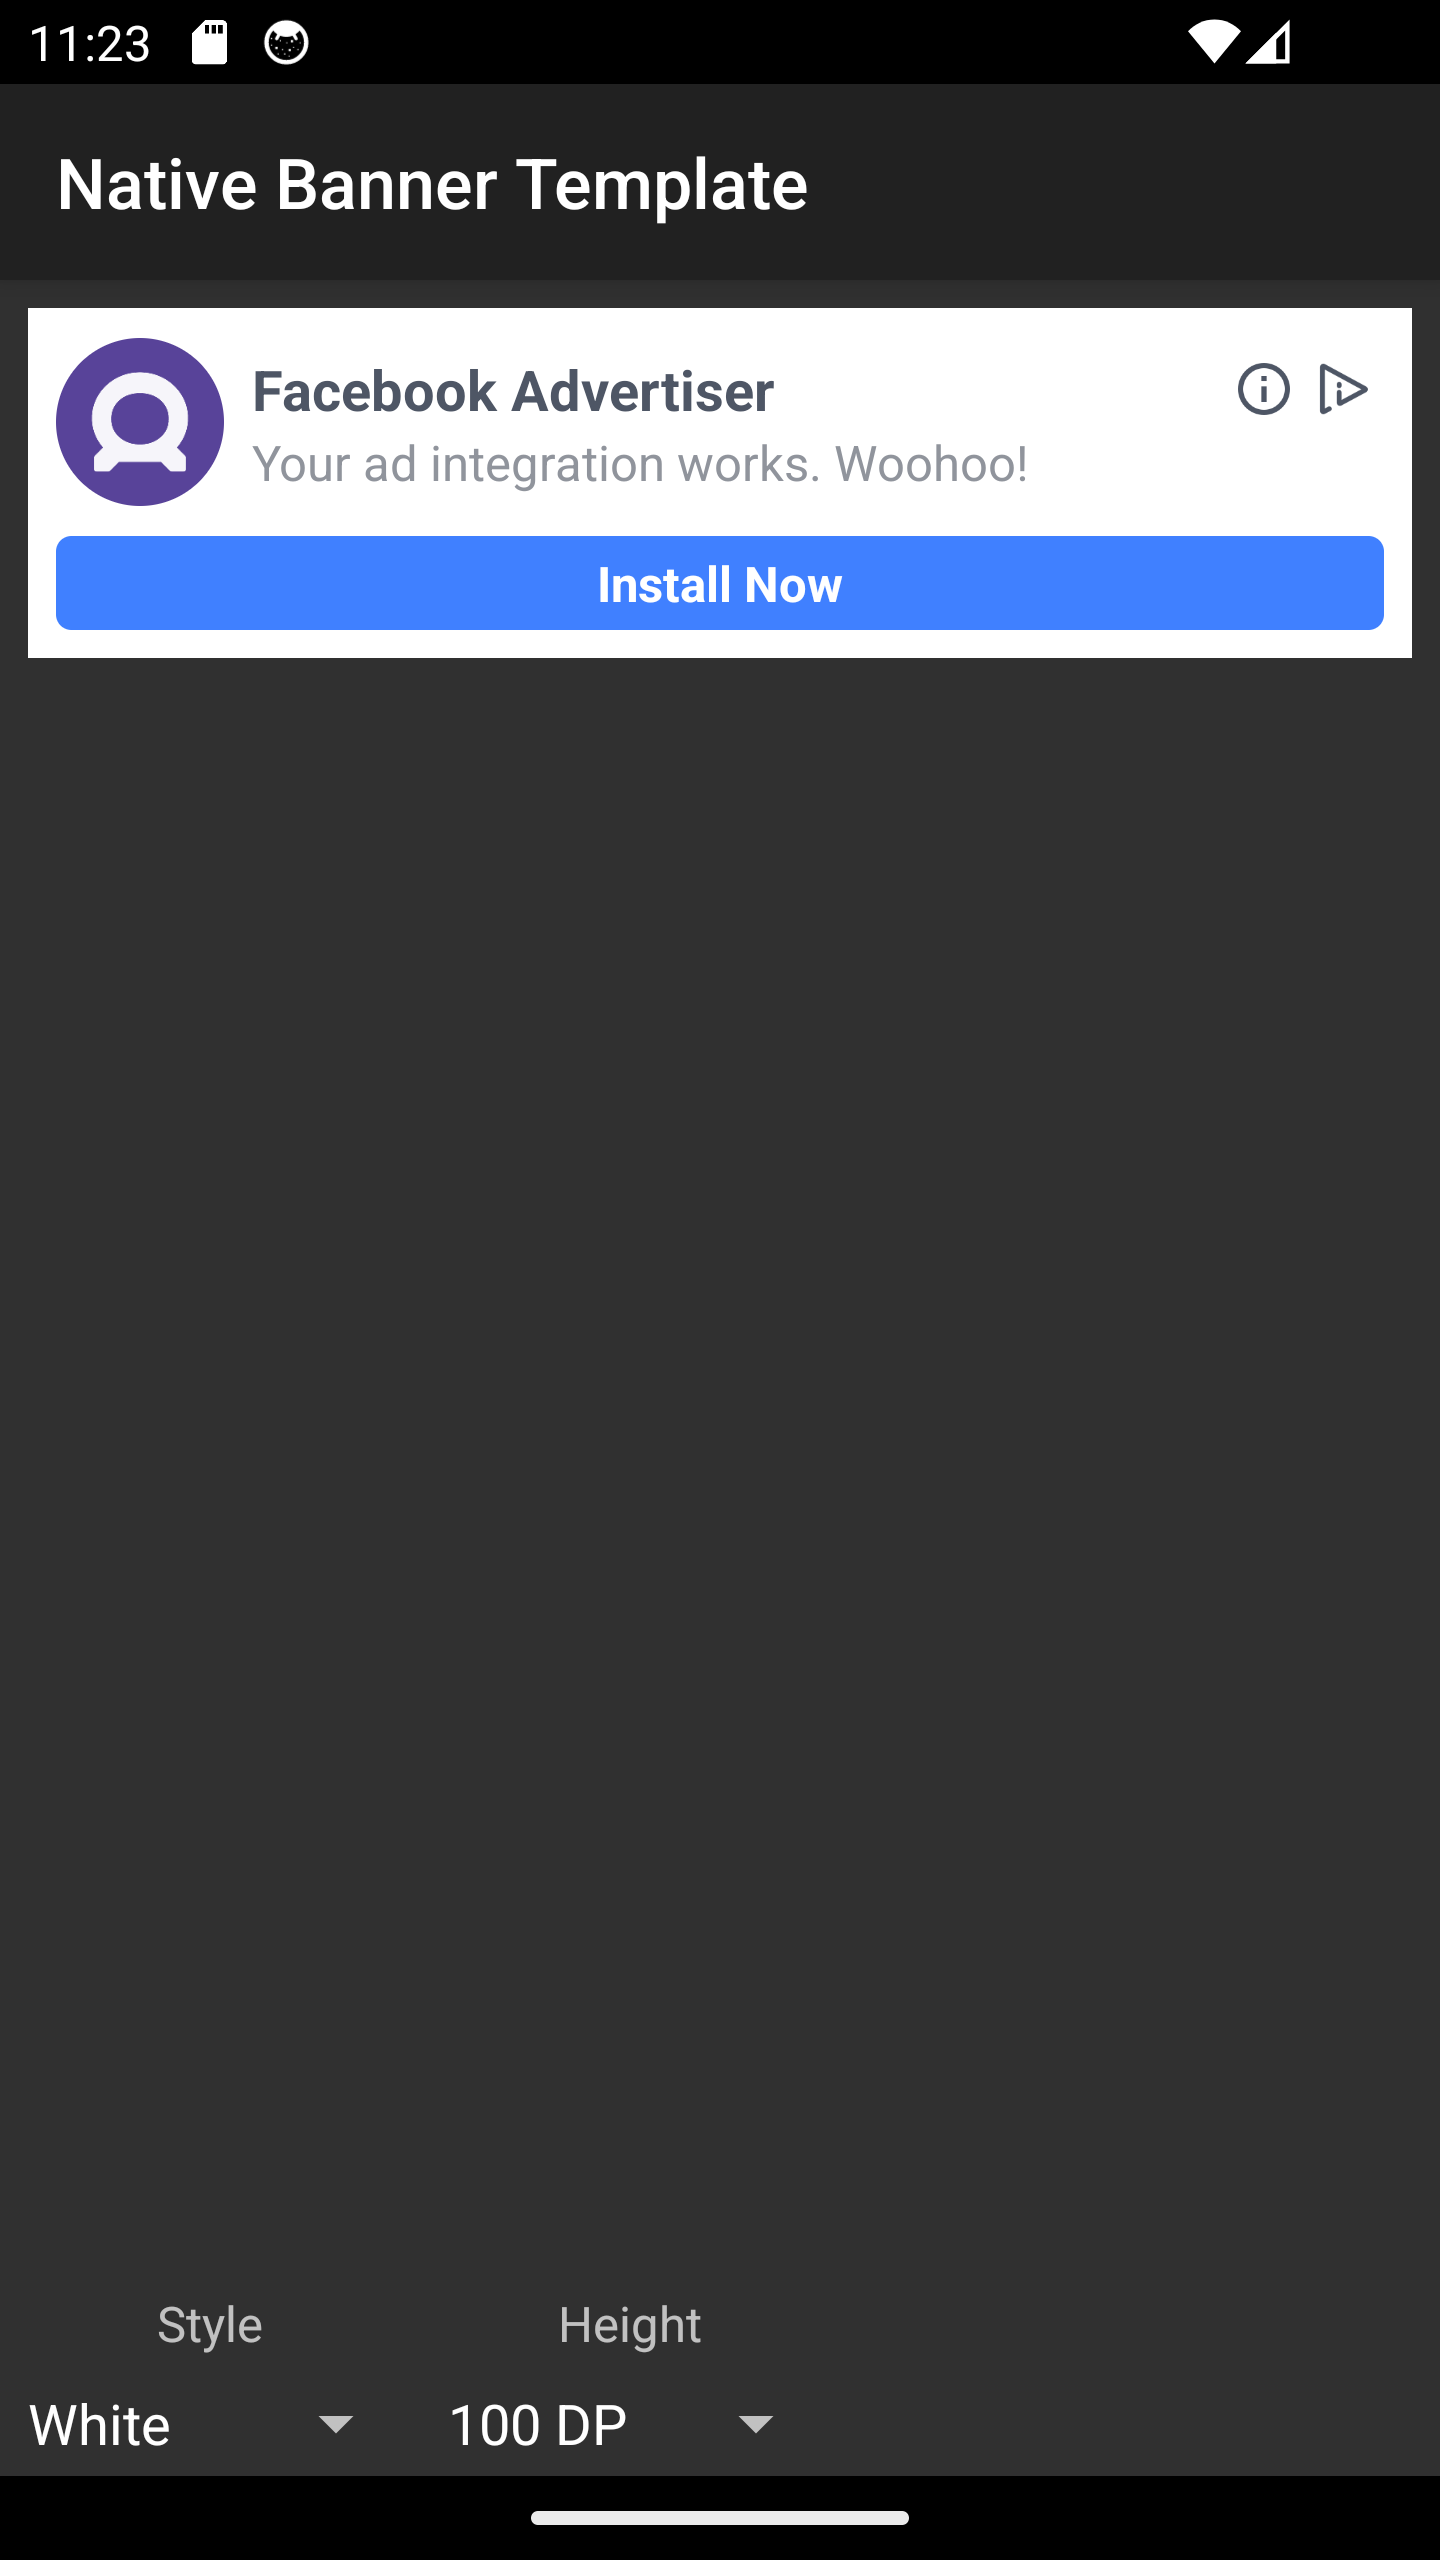 11:23
Native Banner Template
Facebook Advertiser
Your ad integration works. Woohoo!
Install Now
Style Height
White 100 DP